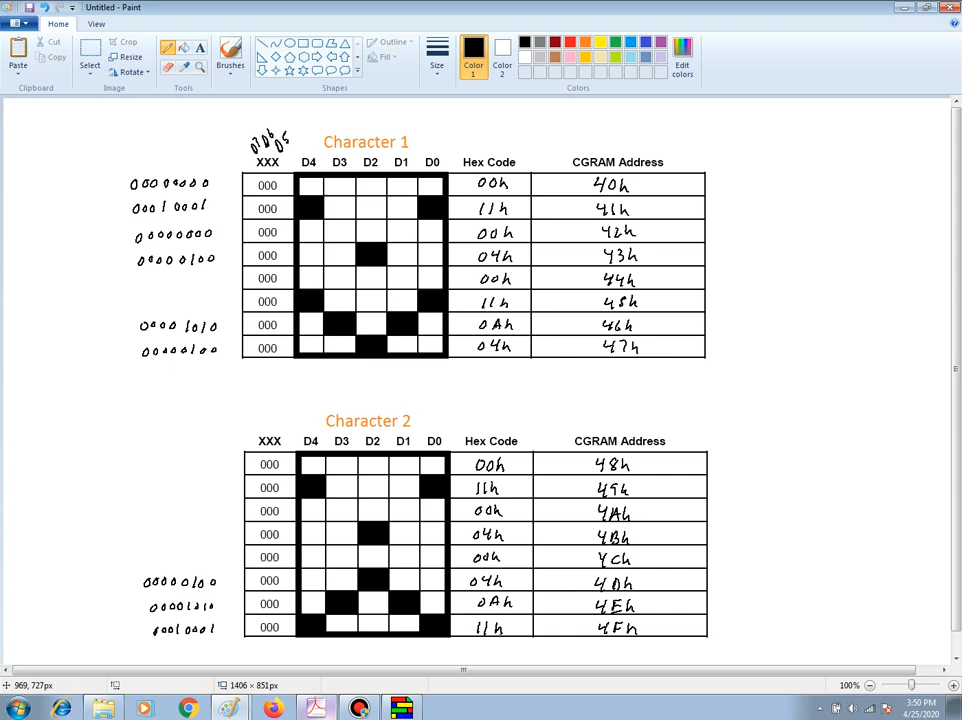 Untitled - Paint
Home View
Paste
Cut
Copy
Clipboard
Select
Crop
Resize
Rotate
Image
Tools
Brushes
Shapes
Outline
Fill
Size
Color 1
Color 2
Edit colors
Colors
D7 D6 D5
Character 1
XXX D4 D3 D2 D1 D0 Hex Code CGRAM Address
00000000 000 00h 40h
00010001 000 11h 41h
00000000 000 00h 42h
00000100 000 04h 43h
000 00h 44h
000 11h 45h
00001010 000 0Ah 46h
00000100 000 04h 47h
Character 2
XXX D4 D3 D2 D1 D0 Hex Code CGRAM Address
000 00h 48h
000 11h 49h
000 00h 4Ah
000 04h 4Bh
000 00h 4Ch
00000100 000 04h 4Dh
00001010 000 0Ah 4Eh
00010001 000 11h 4Fh
969, 727px 1406 × 851px 100%
3:50 PM
4/25/2020